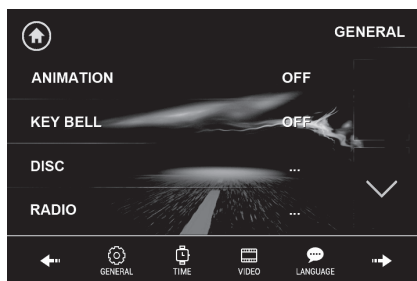 GENERAL
ANIMATION OFF
KEY BELL OFF
DISC ...
RADIO ...
GENERAL TIME VIDEO LANGUAGE